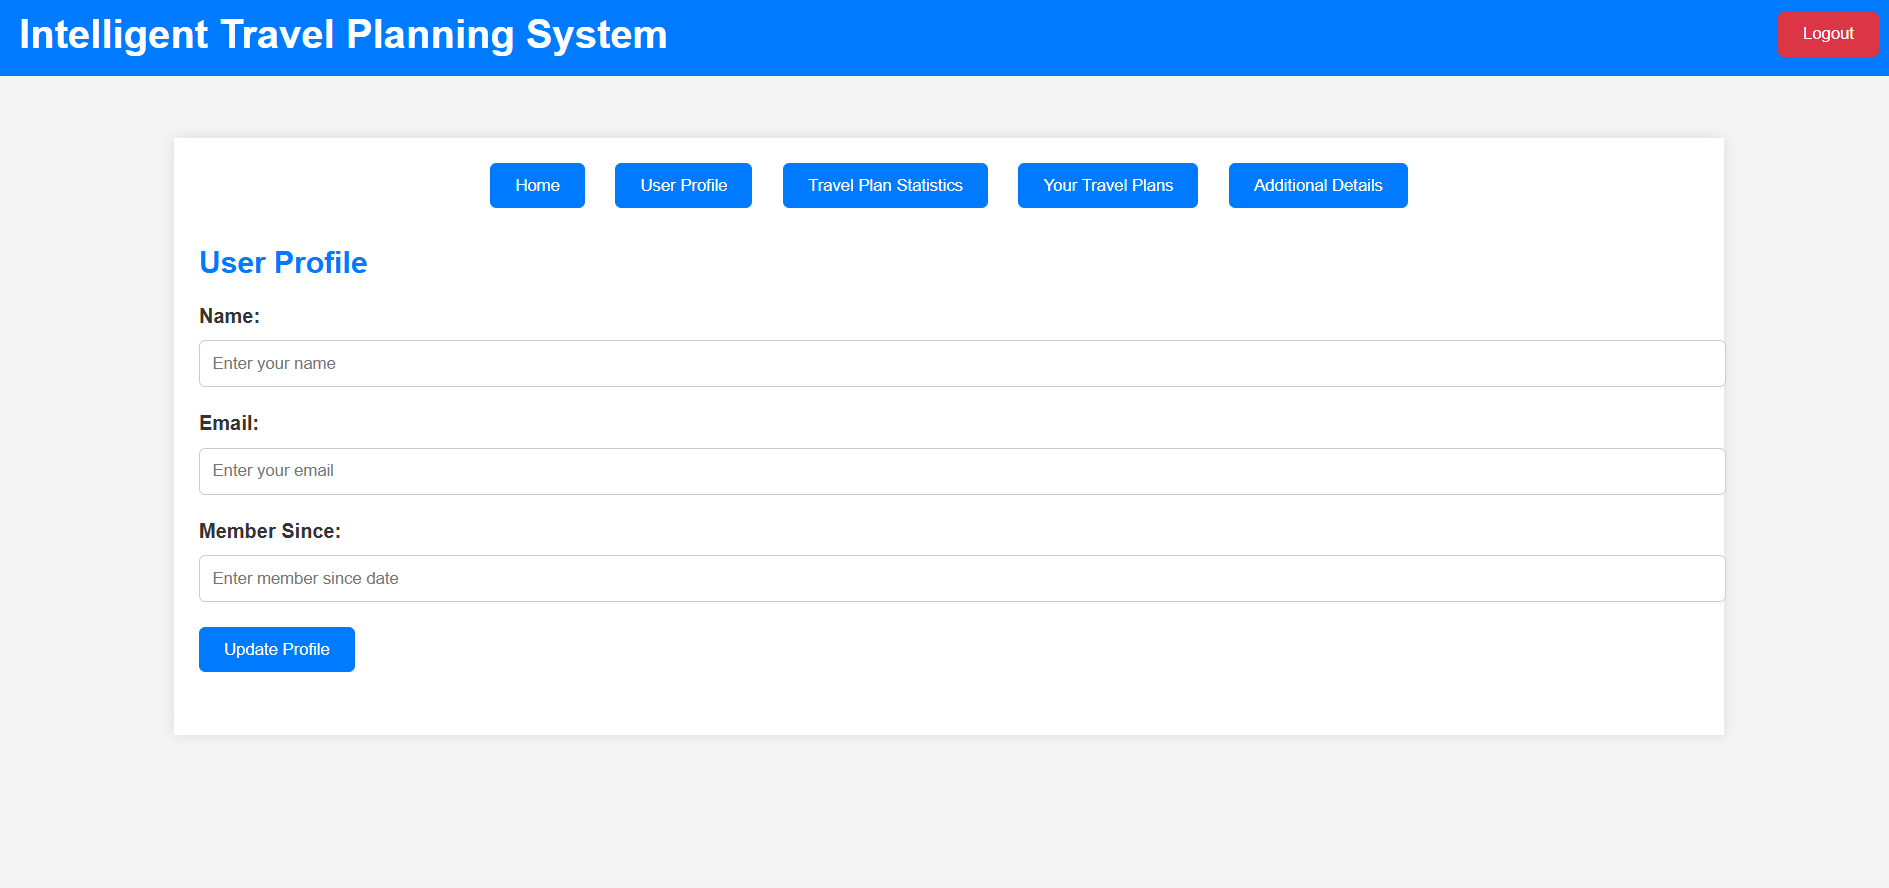 Intelligent Travel Planning System
Logout
Home
User Profile
Travel Plan Statistics
Your Travel Plans
Additional Details
User Profile
Name:
Enter your name
Email:
Enter your email
Member Since:
Enter member since date
Update Profile